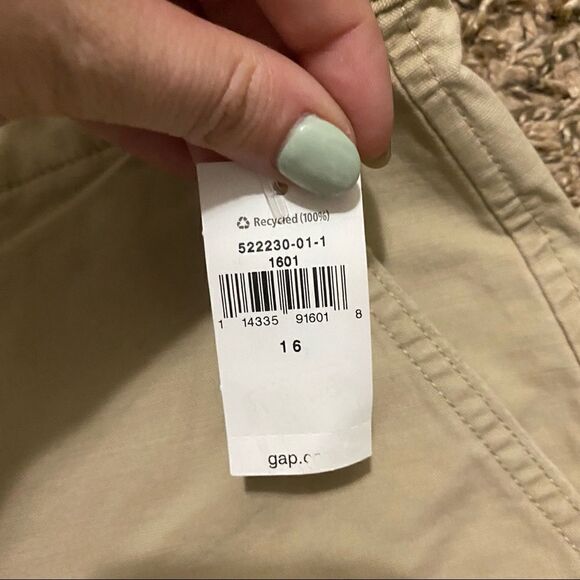 Recycled (100%)
522230-01-1
1601
1 14335 91601 8
16
gap.c